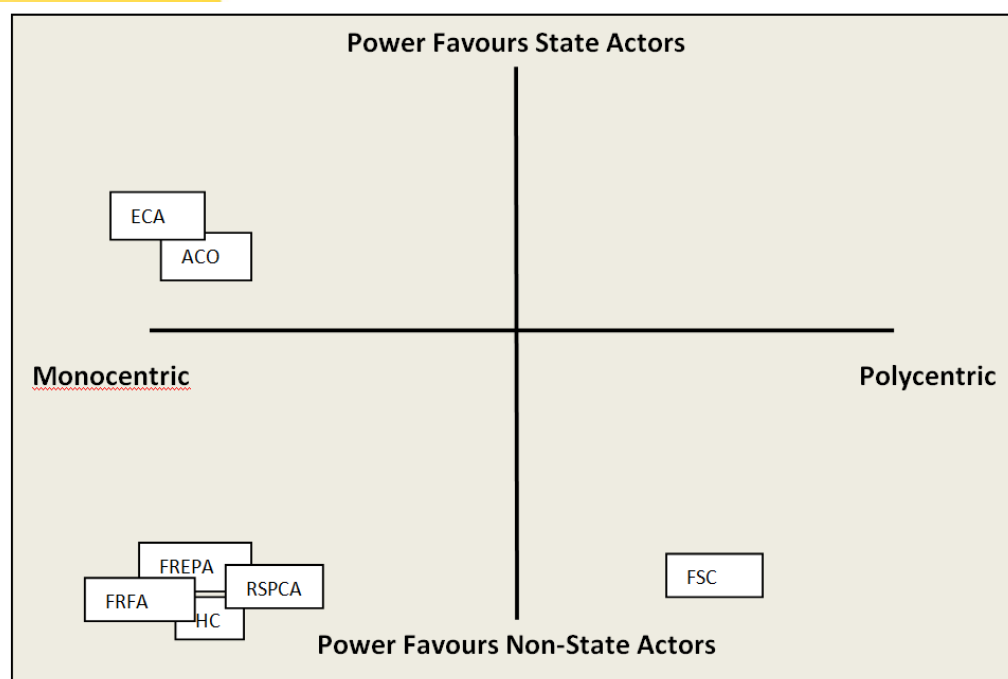 Power Favours State Actors
ECA
ACO
Monocentric
Polycentric
FREPA
FSC
RSPCA
FRFA
HC
Power Favours Non-State Actors